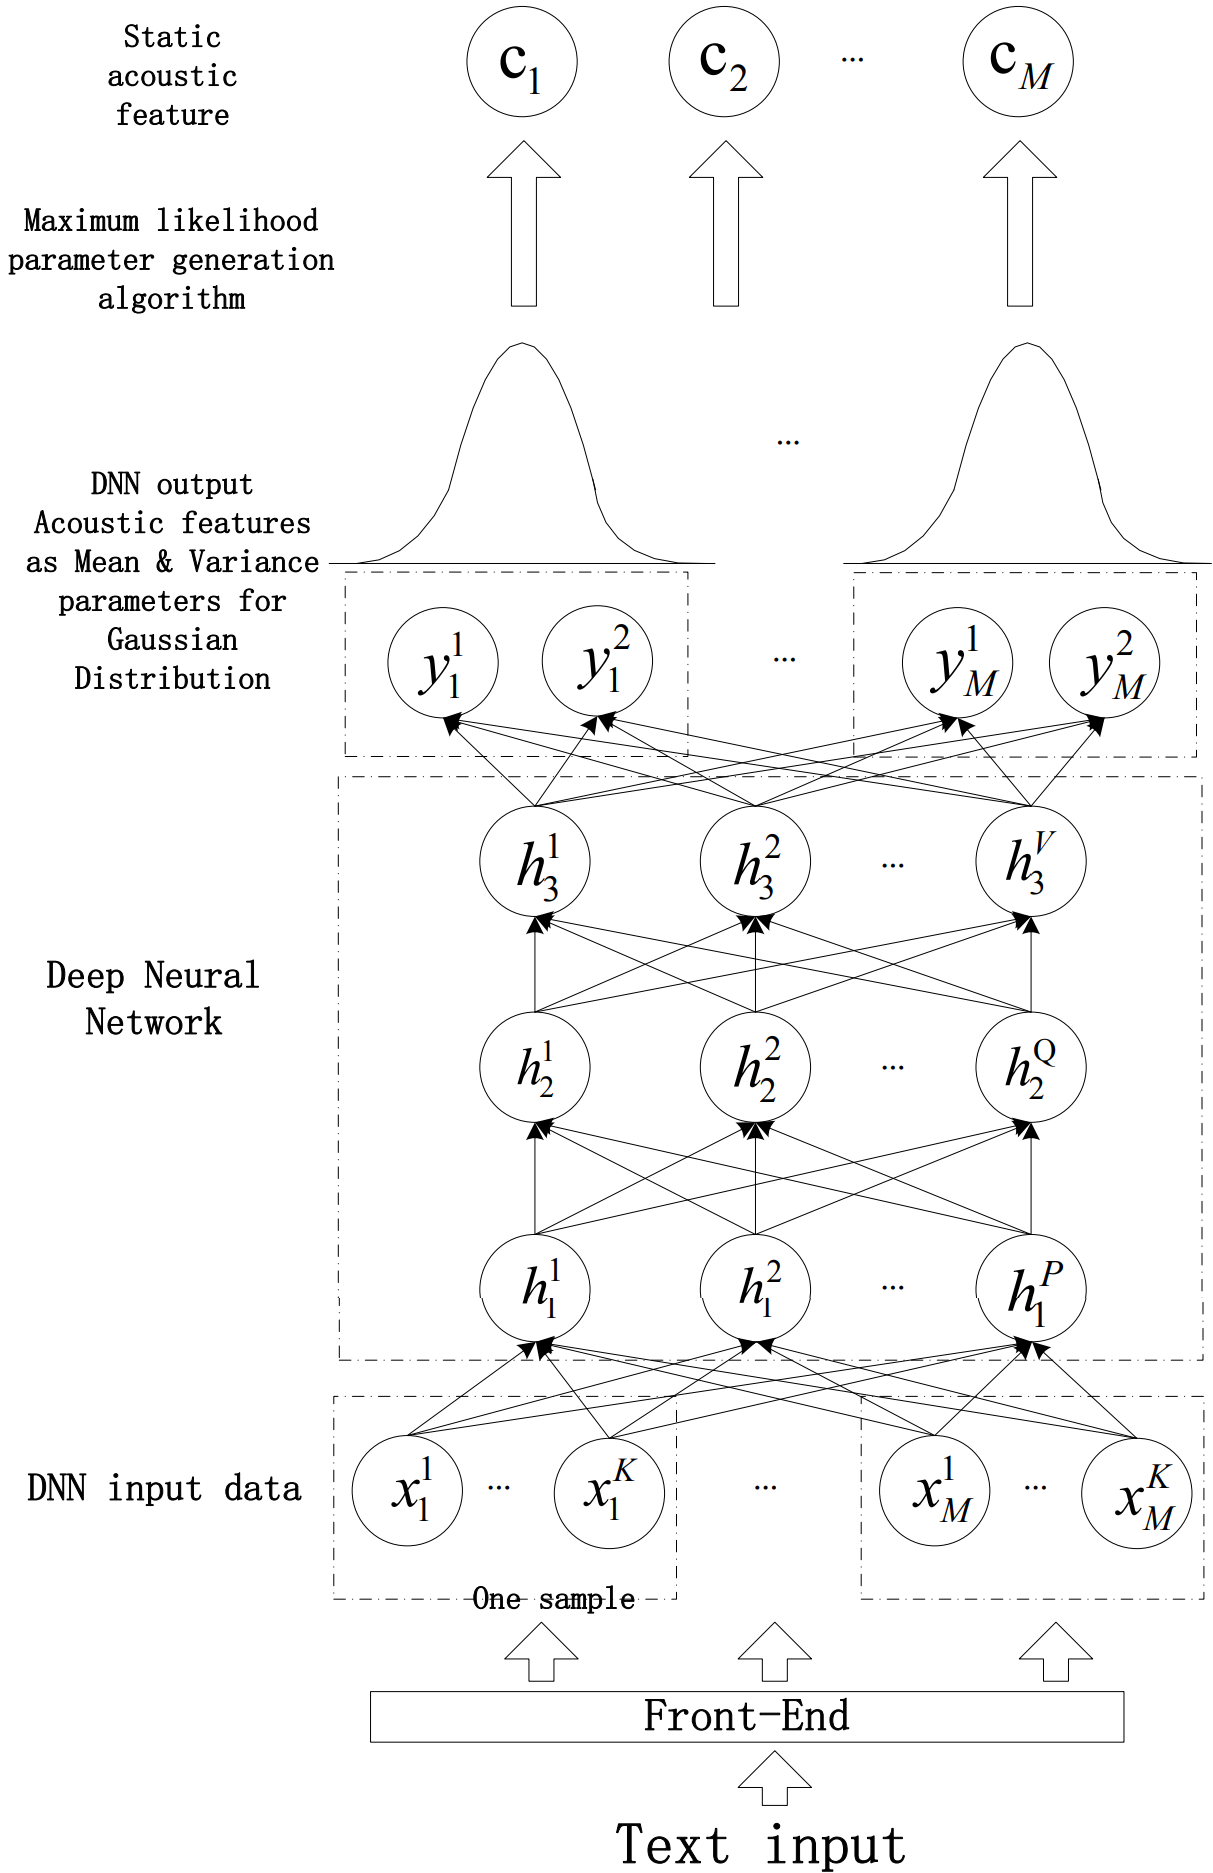 Static
acoustic
feature
c_1 c_2 ... c_M
Maximum likelihood
parameter generation
algorithm
...
DNN output
Acoustic features
as Mean & Variance
parameters for
Gaussian
Distribution
y_1^1 y_1^2 ... y_M^1 y_M^2
h_3^1 h_3^2 ... h_3^V
Deep Neural
Network
h_2^1 h_2^2 ... h_2^Q
h_1^1 h_1^2 ... h_1^P
DNN input data
x_1^1 ... x_1^K ... x_M^1 ... x_M^K
One sample
Front-End
Text input